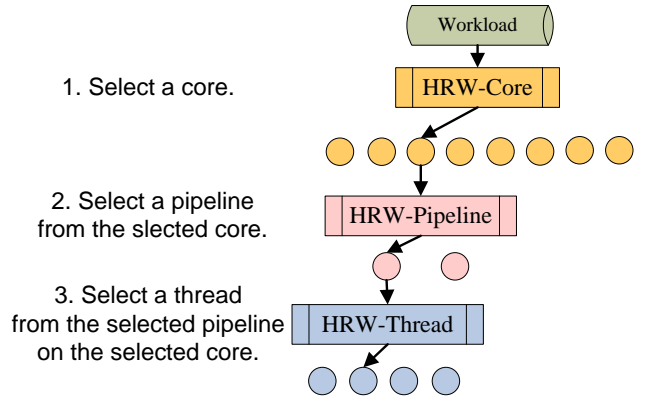 Workload
1. Select a core.
HRW-Core
2. Select a pipeline
from the slected core.
HRW-Pipeline
3. Select a thread
from the selected pipeline
on the selected core.
HRW-Thread